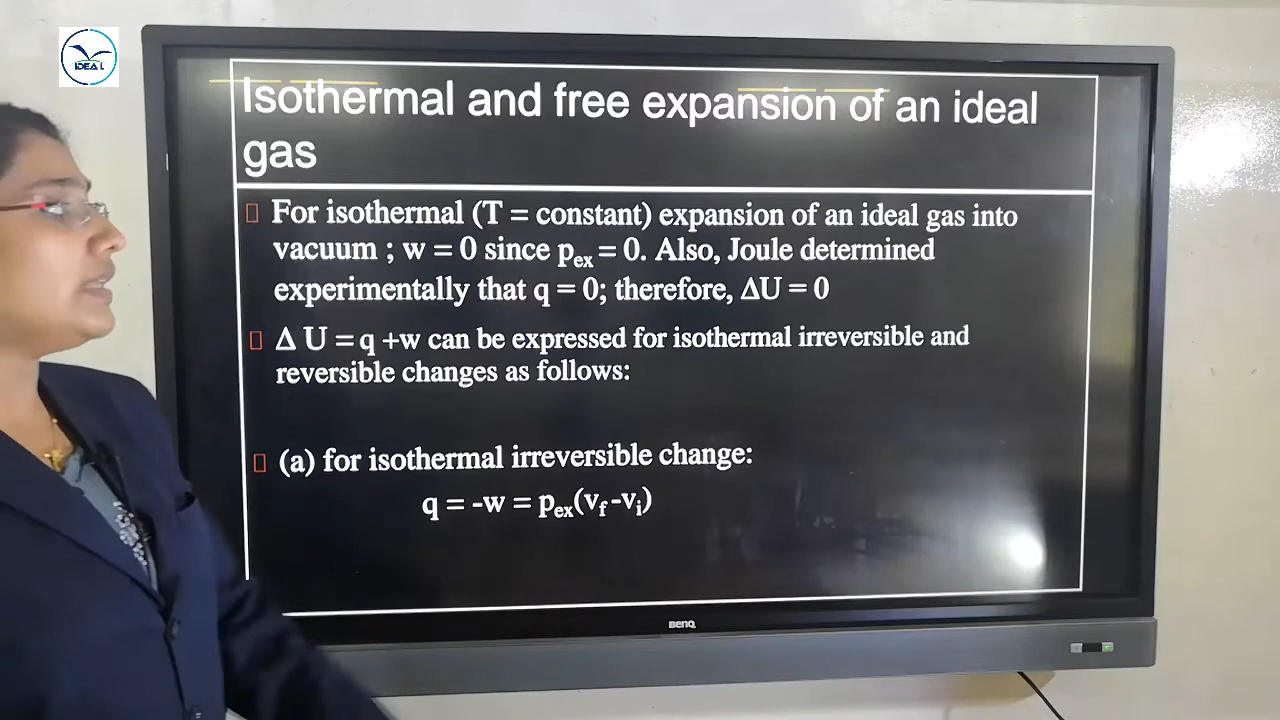 IDEAL
Isothermal and free expansion of an ideal
gas
For isothermal (T = constant) expansion of an ideal gas into
vacuum ; w = 0 since pₑₓ = 0. Also, Joule determined
experimentally that q = 0; therefore, ΔU = 0
Δ U = q +w can be expressed for isothermal irreversible and
reversible changes as follows:
(a) for isothermal irreversible change:
q = -w = pₑₓ(v_f -vᵢ)
BenQ